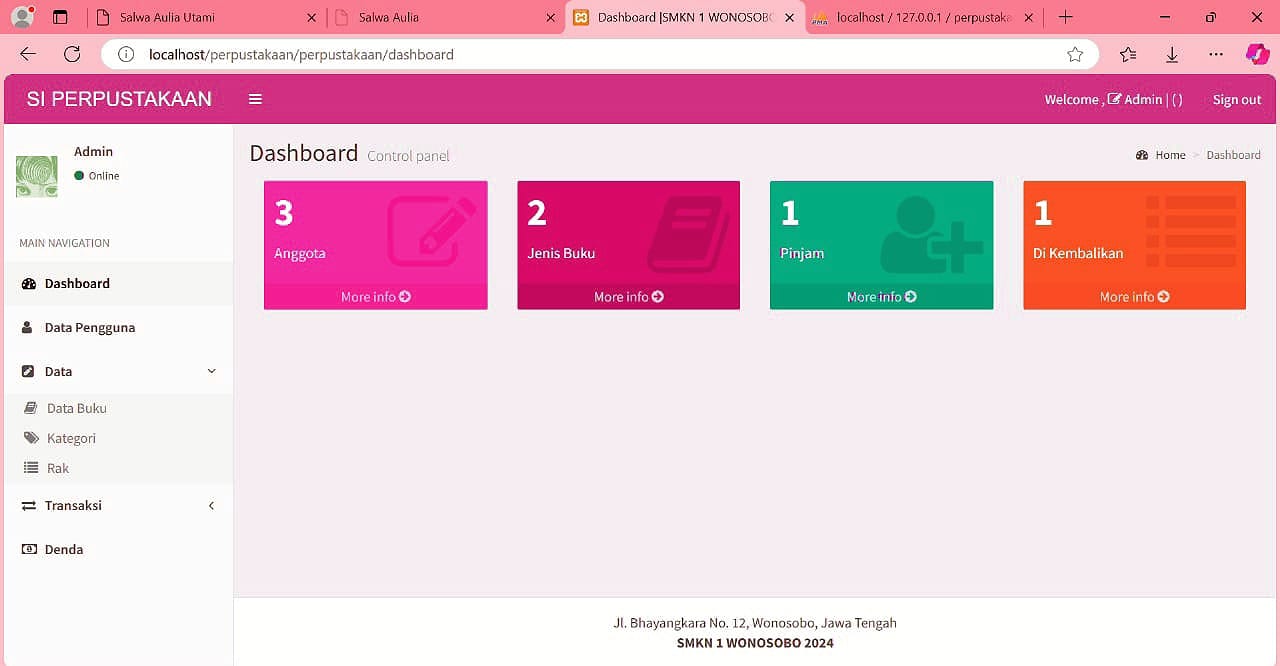 Salwa Aulia Utami
Salwa Aulia
Dashboard |SMKN 1 WONOSOBO
localhost / 127.0.0.1 / perpustaka
localhost/perpustakaan/perpustakaan/dashboard
SI PERPUSTAKAAN
Welcome , Admin | ( )
Sign out
Admin
Online
MAIN NAVIGATION
Dashboard
Data Pengguna
Data
Data Buku
Kategori
Rak
Transaksi
Denda
Dashboard Control panel
Home > Dashboard
3
Anggota
More info
2
Jenis Buku
More info
1
Pinjam
More info
1
Di Kembalikan
More info
Jl. Bhayangkara No. 12, Wonosobo, Jawa Tengah
SMKN 1 WONOSOBO 2024